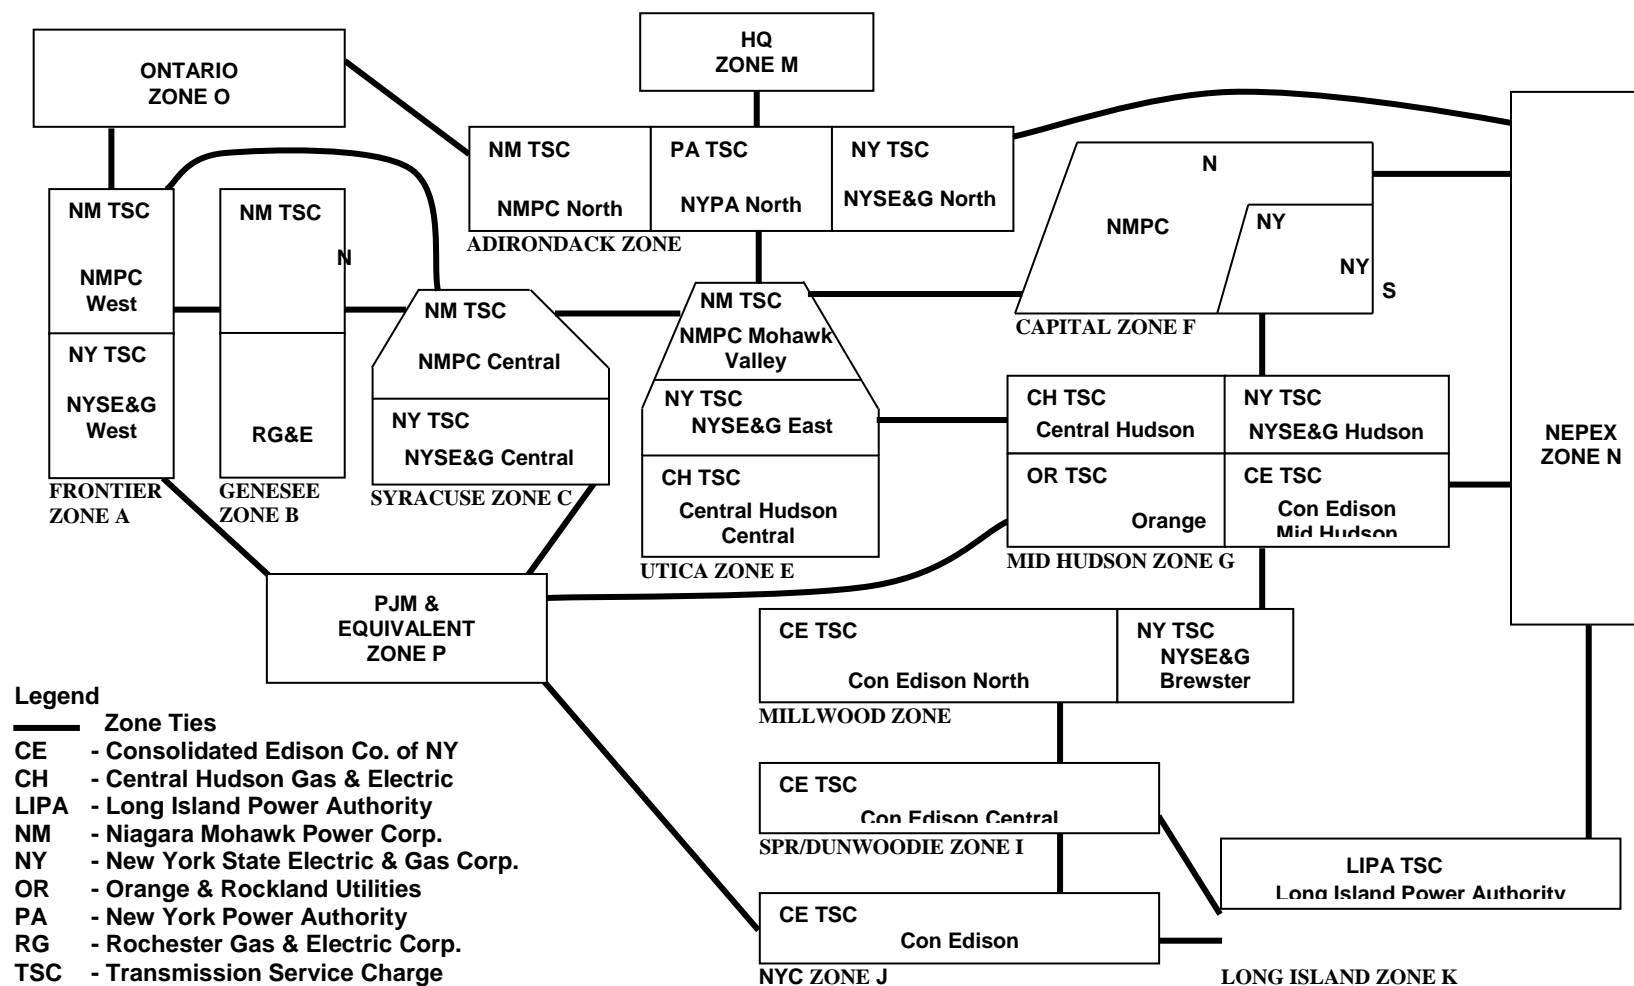 ONTARIO
ZONE O
HQ
ZONE M
NM TSC
NMPC North
PA TSC
NYPA North
NY TSC
NYSE&G North
ADIRONDACK ZONE
N
NMPC
NY
NY
S
CAPITAL ZONE F
NM TSC
NMPC
West
NY TSC
NYSE&G
West
FRONTIER
ZONE A
NM TSC
N
RG&E
GENESEE
ZONE B
NM TSC
NMPC Central
NY TSC
NYSE&G Central
SYRACUSE ZONE C
NM TSC
NMPC Mohawk
Valley
NY TSC
NYSE&G East
CH TSC
Central Hudson
Central
UTICA ZONE E
CH TSC
Central Hudson
NY TSC
NYSE&G Hudson
OR TSC
Orange
CE TSC
Con Edison
Mid Hudson
MID HUDSON ZONE G
NEPEX
ZONE N
PJM &
EQUIVALENT
ZONE P
CE TSC
Con Edison North
NY TSC
NYSE&G
Brewster
MILLWOOD ZONE
CE TSC
Con Edison Central
SPR/DUNWOODIE ZONE I
CE TSC
Con Edison
NYC ZONE J
LIPA TSC
Long Island Power Authority
LONG ISLAND ZONE K
Legend
Zone Ties
CE - Consolidated Edison Co. of NY
CH - Central Hudson Gas & Electric
LIPA - Long Island Power Authority
NM - Niagara Mohawk Power Corp.
NY - New York State Electric & Gas Corp.
OR - Orange & Rockland Utilities
PA - New York Power Authority
RG - Rochester Gas & Electric Corp.
TSC - Transmission Service Charge